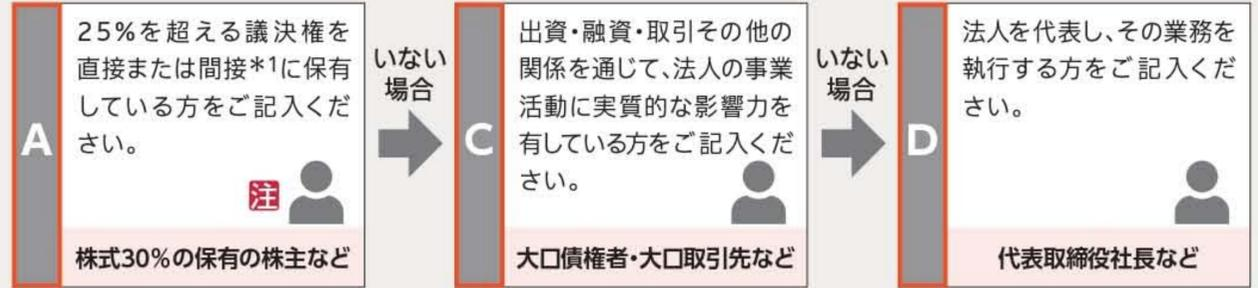 A
25%を超える議決権を
直接または間接*1に保有
している方をご記入くだ
さい。
注
株式30%の保有の株主など
いない
場合
C
出資・融資・取引その他の
関係を通じて、法人の事業
活動に実質的な影響力を
有している方をご記入くだ
さい。
大口債権者・大口取引先など
いない
場合
D
法人を代表し、その業務を
執行する方をご記入くだ
さい。
代表取締役社長など